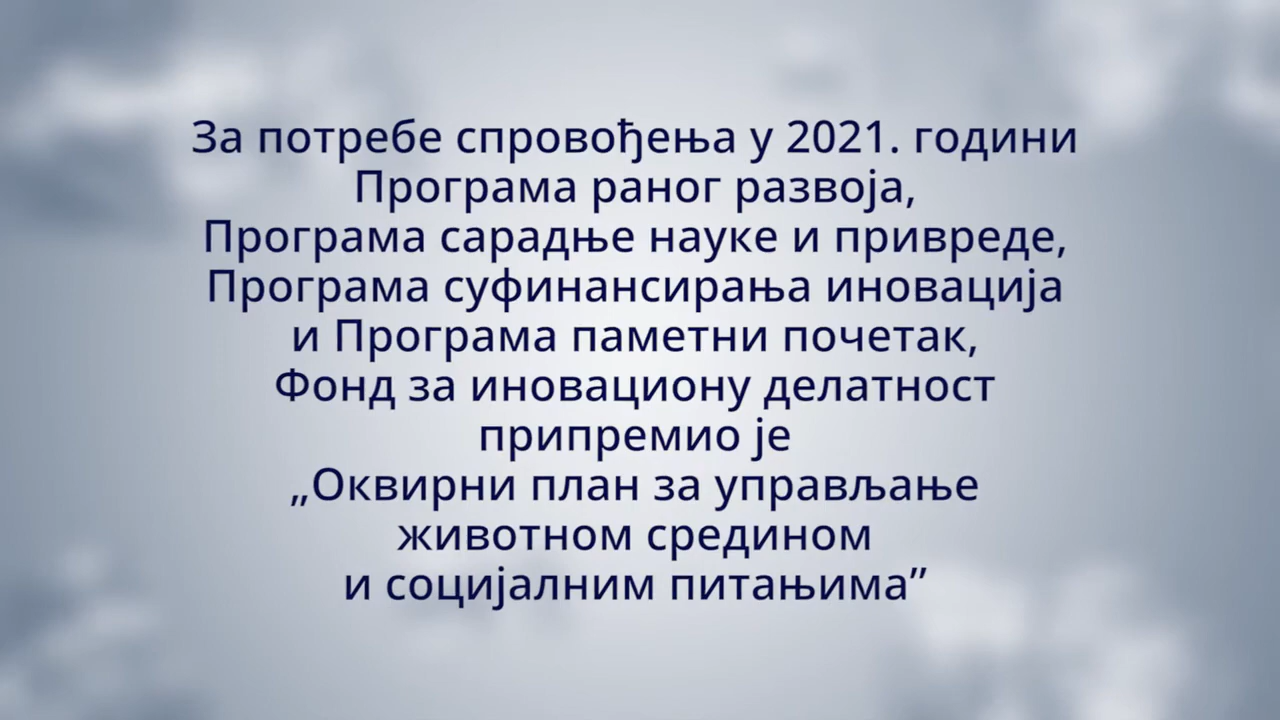 За потребе спровођења у 2021. години
Програма раног развоја,
Програма сарадње науке и привреде,
Програма суфинансирања иновација
и Програма паметни почетак,
Фонд за иновациону делатност
припремио је
„Оквирни план за управљање
животном средином
и социјалним питањима”